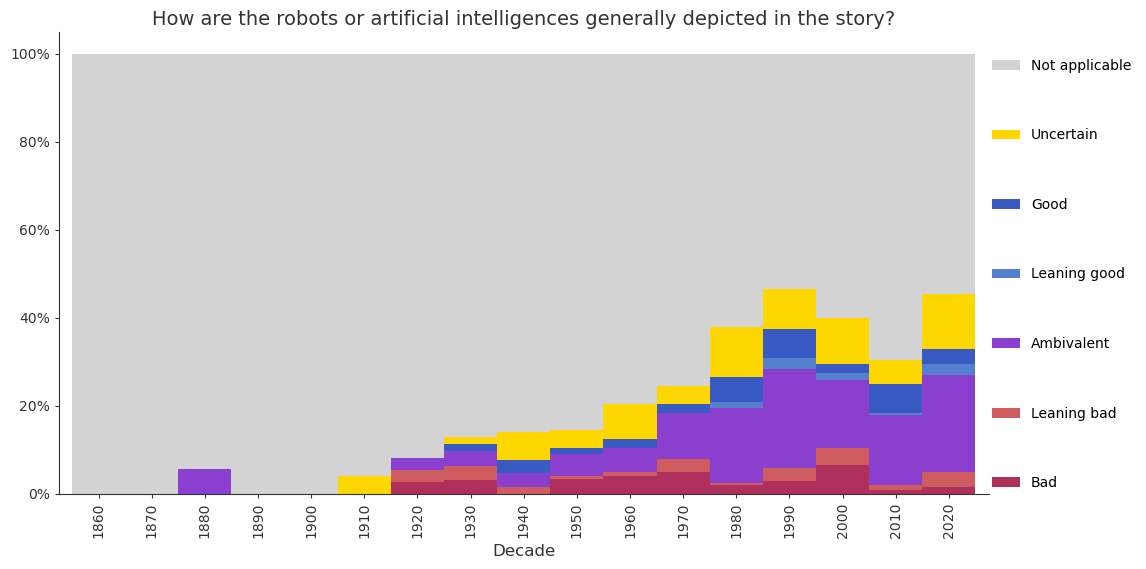 How are the robots or artificial intelligences generally depicted in the story?
100%
80%
60%
40%
20%
0%
1860
1870
1880
1890
1900
1910
1920
1930
1940
1950
1960
1970
1980
1990
2000
2010
2020
Decade
Not applicable
Uncertain
Good
Leaning good
Ambivalent
Leaning bad
Bad